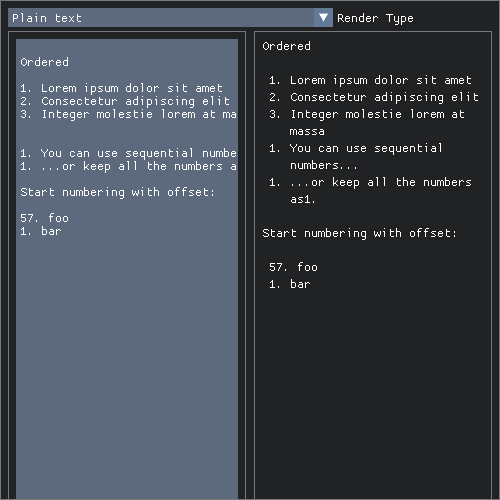 Plain text
Render Type
Ordered
1. Lorem ipsum dolor sit amet
2. Consectetur adipiscing elit
3. Integer molestie lorem at ma
1. You can use sequential numbe
1. ...or keep all the numbers a
Start numbering with offset:
57. foo
1. bar
Ordered
1. Lorem ipsum dolor sit amet
2. Consectetur adipiscing elit
3. Integer molestie lorem at
massa
1. You can use sequential
numbers...
1. ...or keep all the numbers
as1.
Start numbering with offset:
57. foo
1. bar